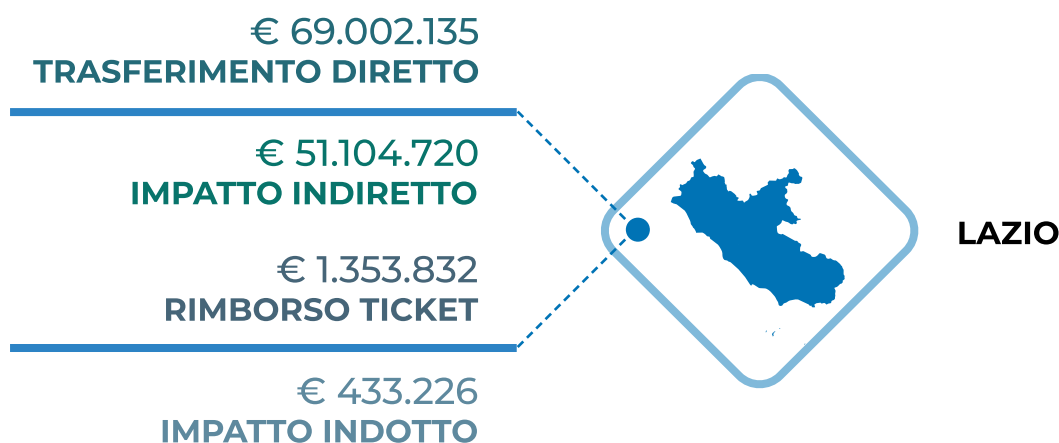 € 69.002.135
TRASFERIMENTO DIRETTO
€ 51.104.720
IMPATTO INDIRETTO
€ 1.353.832
RIMBORSO TICKET
€ 433.226
IMPATTO INDOTTO
LAZIO